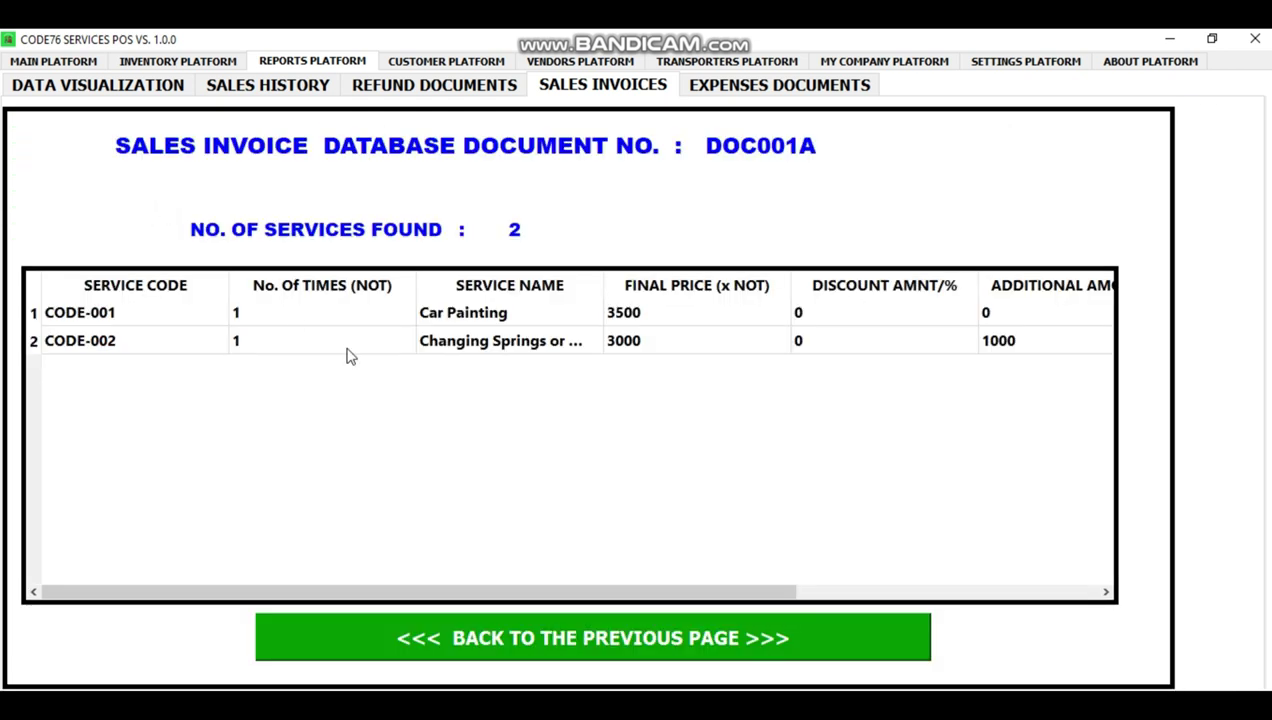 CODE76 SERVICES POS VS. 1.0.0
www.BANDICAM.com
MAIN PLATFORM INVENTORY PLATFORM REPORTS PLATFORM CUSTOMER PLATFORM VENDORS PLATFORM TRANSPORTERS PLATFORM MY COMPANY PLATFORM SETTINGS PLATFORM ABOUT PLATFORM
DATA VISUALIZATION SALES HISTORY REFUND DOCUMENTS SALES INVOICES EXPENSES DOCUMENTS
SALES INVOICE DATABASE DOCUMENT NO. : DOC001A
NO. OF SERVICES FOUND : 2
SERVICE CODE No. Of TIMES (NOT) SERVICE NAME FINAL PRICE (x NOT) DISCOUNT AMNT/% ADDITIONAL AMO
1 CODE-001 1 Car Painting 3500 0 0
2 CODE-002 1 Changing Springs or ... 3000 0 1000
<<< BACK TO THE PREVIOUS PAGE >>>